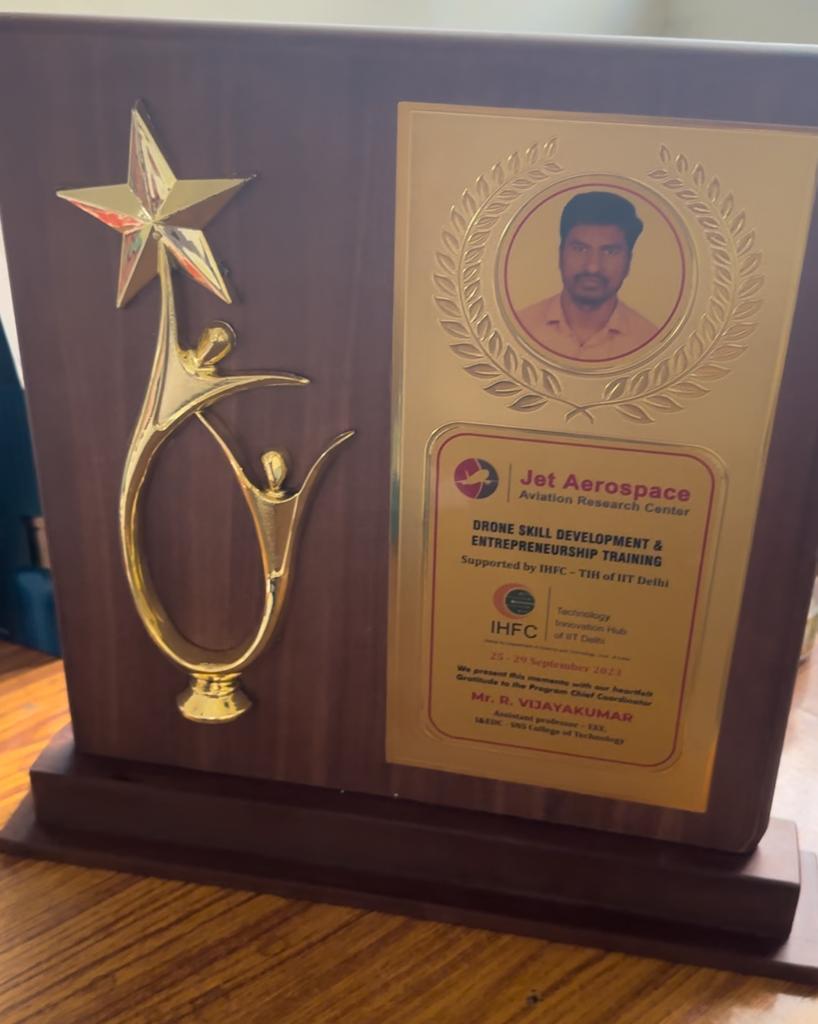 Jet Aerospace
Aviation Research Center
DRONE SKILL DEVELOPMENT &
ENTREPRENEURSHIP TRAINING
Supported by IHFC - TIH of IIT Delhi
IHFC
Technology
Innovation Hub
of IIT Delhi
25 - 29 September 2023
We present this memento with our heartfelt
Gratitude to the Program Chief Coordinator
Mr. R. VIJAYAKUMAR
Assistant professor - EEE,
I&EDC - SNS College of Technology